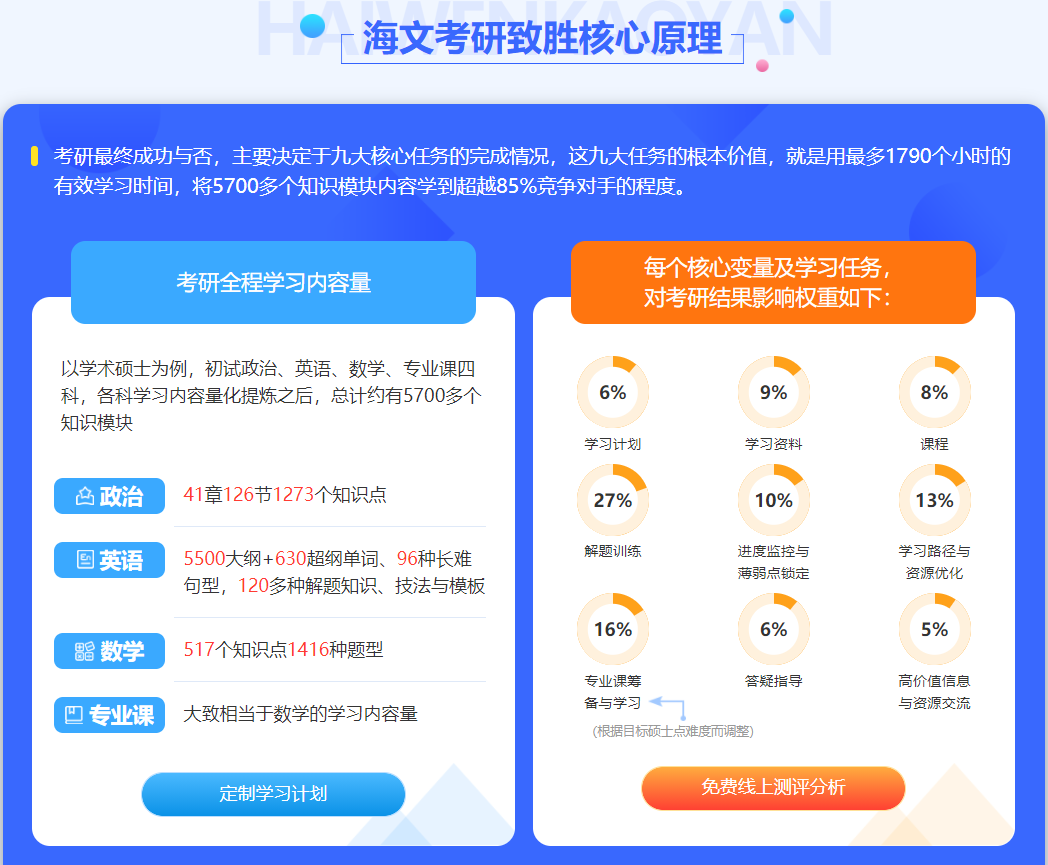 HAIWENKAOYAN
海文考研致胜核心原理
考研最终成功与否，主要决定于九大核心任务的完成情况，这九大任务的根本价值，就是用最多1790个小时的
有效学习时间，将5700多个知识模块内容学到超越85%竞争对手的程度。
考研全程学习内容量
以学术硕士为例，初试政治、英语、数学、专业课四
科，各科学习内容量化提炼之后，总计约有5700多个
知识模块
政治
41章126节1273个知识点
英语
5500大纲+630超纲单词、96种长难
句型，120多种解题知识、技法与模板
数学
517个知识点1416种题型
专业课
大致相当于数学的学习内容量
定制学习计划
每个核心变量及学习任务，
对考研结果影响权重如下：
6%
学习计划
9%
学习资料
8%
课程
27%
解题训练
10%
进度监控与
薄弱点锁定
13%
学习路径与
资源优化
16%
专业课筹
备与学习
6%
答疑指导
5%
高价值信息
与资源交流
(根据目标硕士点难度而调整)
免费线上测评分析